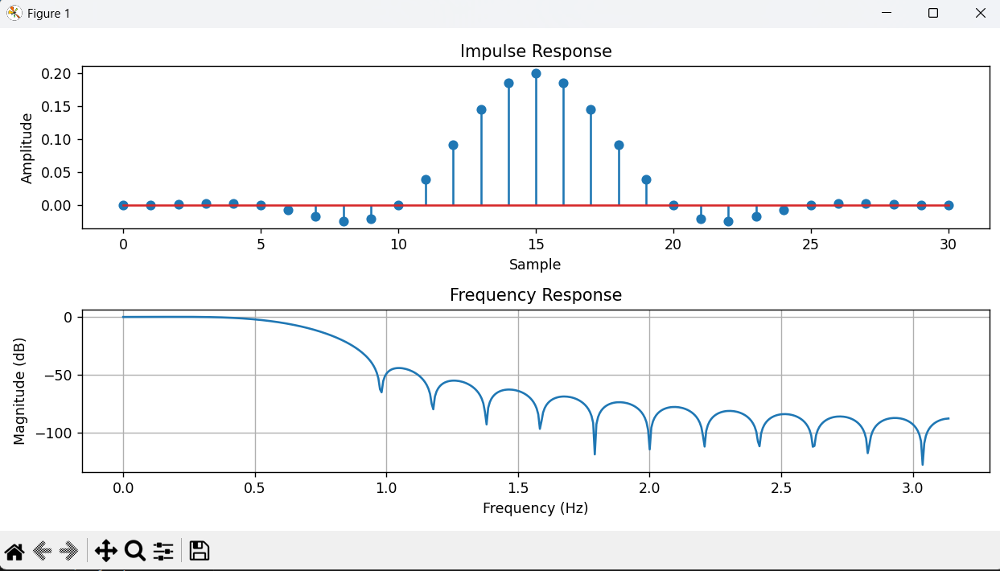 Figure 1
Impulse Response
0.20
0.15
0.10
0.05
0.00
Amplitude
0 5 10 15 20 25 30
Sample
Frequency Response
0
−50
−100
Magnitude (dB)
0.0 0.5 1.0 1.5 2.0 2.5 3.0
Frequency (Hz)